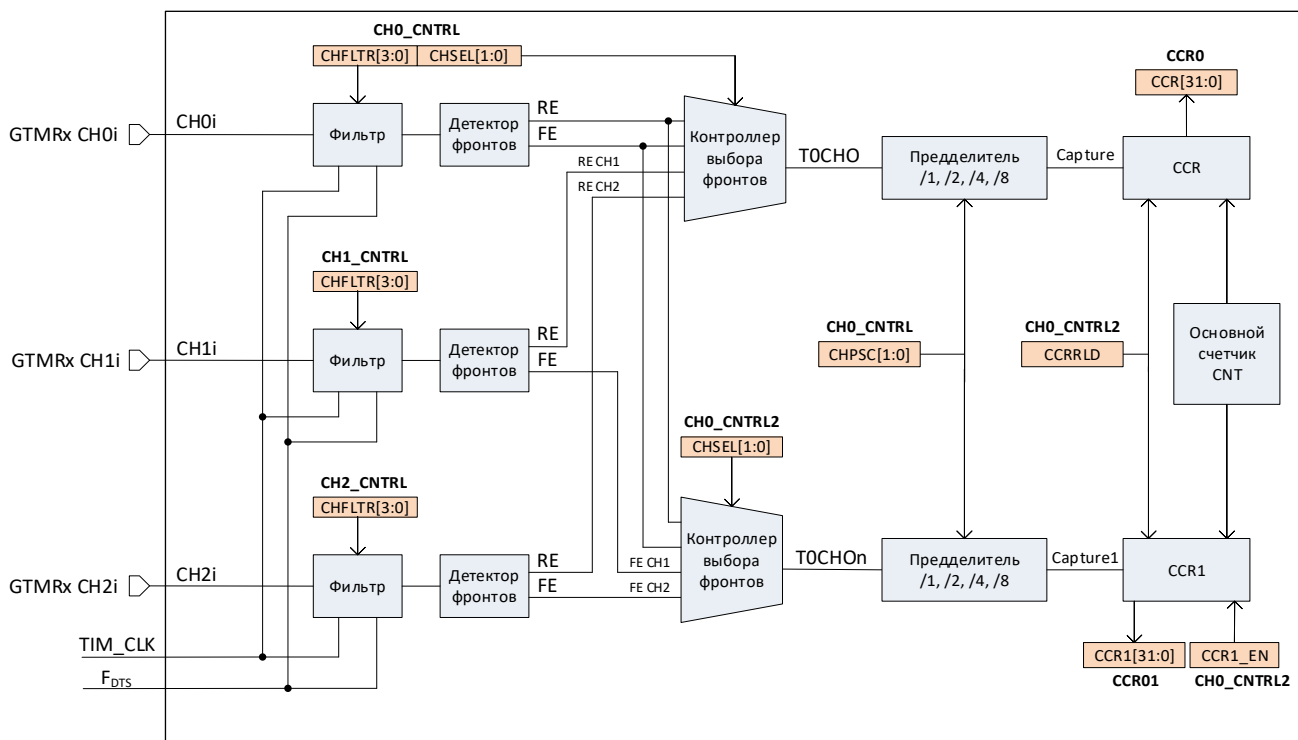 CH0_CNTRL
CHFLTR[3:0] CHSEL[1:0]
CCR0
CCR[31:0]
GTMRx CH0i
CH0i
Фильтр
Детектор
фронтов
RE
FE
RE CH1
RE CH2
Контроллер
выбора
фронтов
T0CHO
Предделитель
/1, /2, /4, /8
Capture
CCR
CH1_CNTRL
CHFLTR[3:0]
GTMRx CH1i
CH1i
Фильтр
Детектор
фронтов
RE
FE
CH0_CNTRL
CHPSC[1:0]
CH0_CNTRL2
CCRRLD
Основной
счетчик
CNT
CH0_CNTRL2
CHSEL[1:0]
CH2_CNTRL
CHFLTR[3:0]
GTMRx CH2i
CH2i
Фильтр
Детектор
фронтов
RE
FE
FE CH1
FE CH2
Контроллер
выбора
фронтов
T0CHOn
Предделитель
/1, /2, /4, /8
Capture1
CCR1
TIM_CLK
FDTS
CCR1[31:0] CCR1_EN
CCR01 CH0_CNTRL2